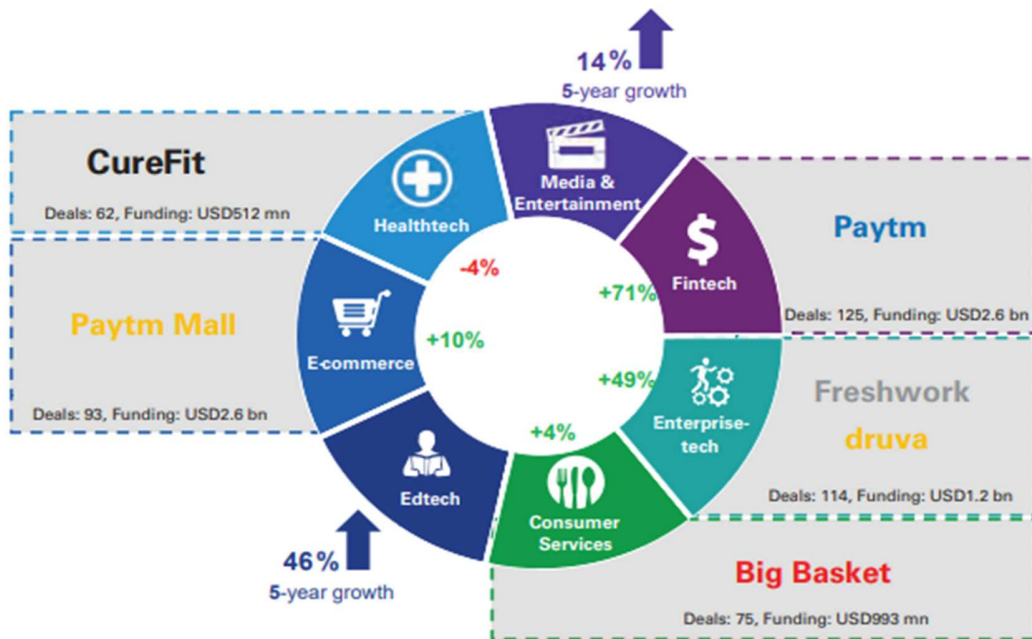 14%
5-year growth
CureFit
Deals: 62, Funding: USD512 mn
Healthtech
Media &
Entertainment
Paytm
Deals: 125, Funding: USD2.6 bn
$
Fintech
-4%
+71%
Paytm Mall
Deals: 93, Funding: USD2.6 bn
E-commerce
+10%
+49%
Enterprise-
tech
Freshwork
druva
Deals: 114, Funding: USD1.2 bn
+4%
Edtech
Consumer
Services
46%
5-year growth
Big Basket
Deals: 75, Funding: USD993 mn